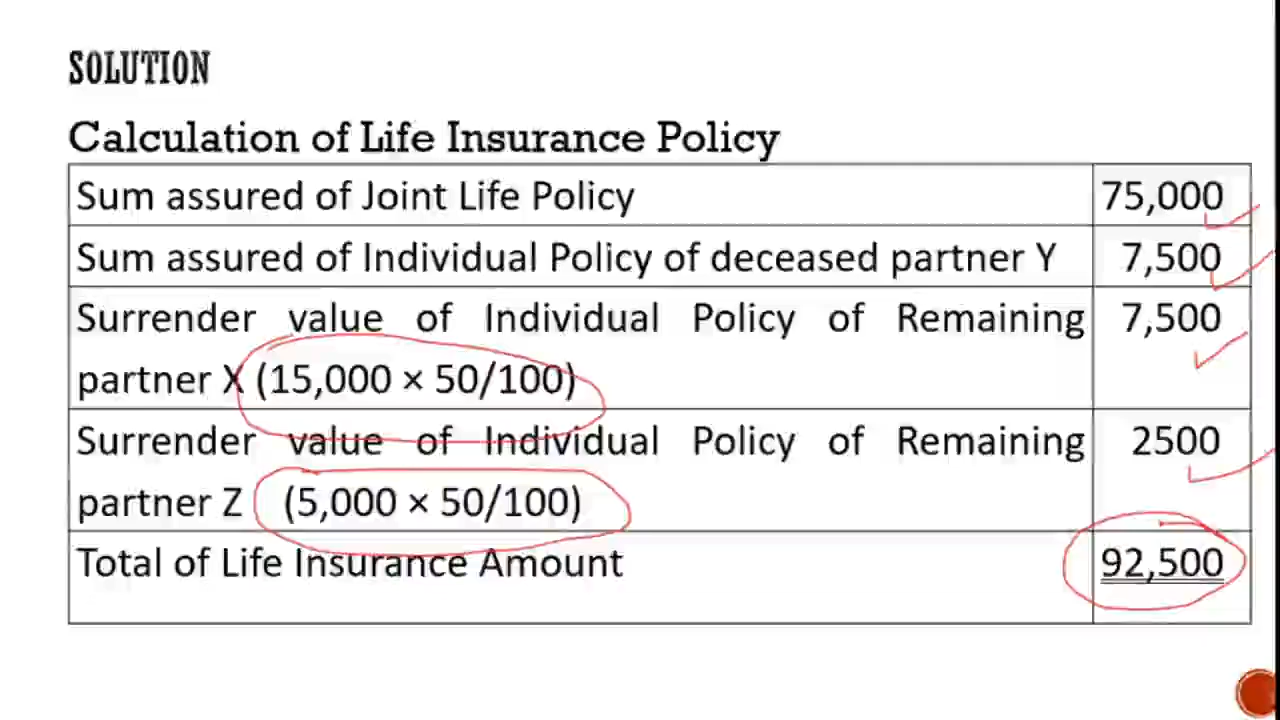 SOLUTION
Calculation of Life Insurance Policy
Sum assured of Joint Life Policy 75,000
Sum assured of Individual Policy of deceased partner Y 7,500
Surrender value of Individual Policy of Remaining 7,500
partner X (15,000 × 50/100)
Surrender value of Individual Policy of Remaining 2500
partner Z (5,000 × 50/100)
Total of Life Insurance Amount 92,500